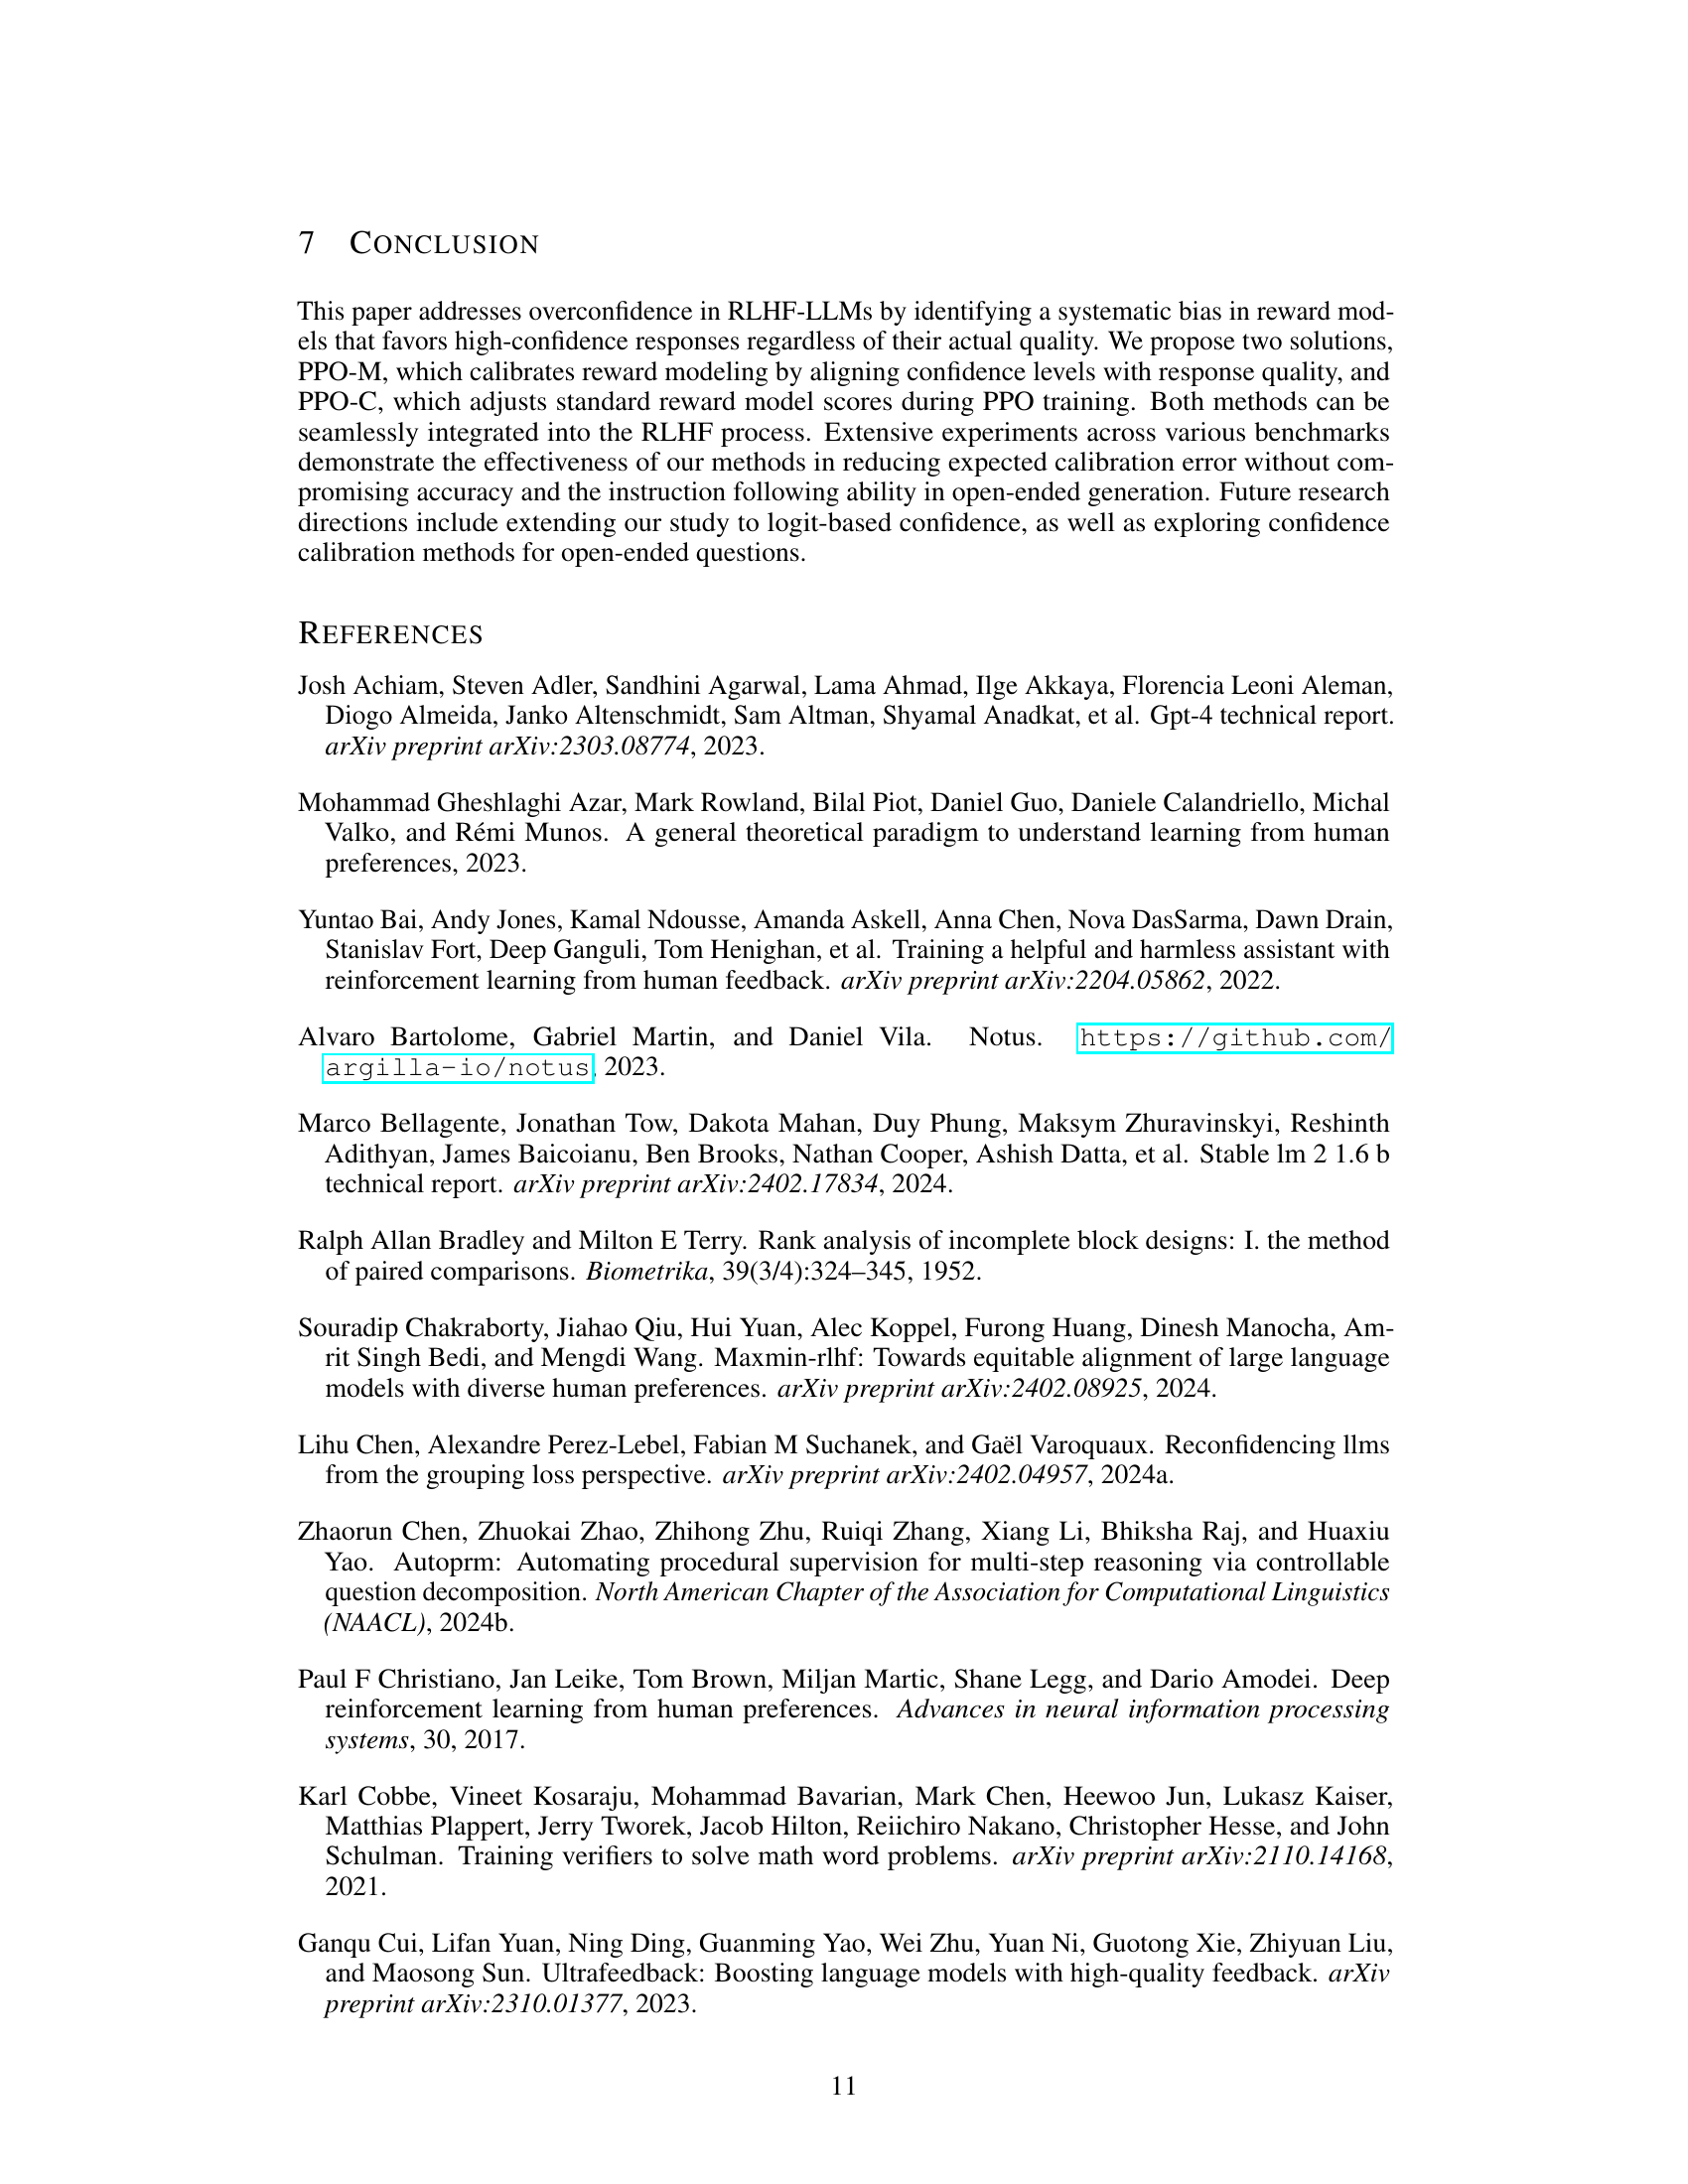 7 CONCLUSION
This paper addresses overconfidence in RLHF-LLMs by identifying a systematic bias in reward mod-
els that favors high-confidence responses regardless of their actual quality. We propose two solutions,
PPO-M, which calibrates reward modeling by aligning confidence levels with response quality, and
PPO-C, which adjusts standard reward model scores during PPO training. Both methods can be
seamlessly integrated into the RLHF process. Extensive experiments across various benchmarks
demonstrate the effectiveness of our methods in reducing expected calibration error without com-
promising accuracy and the instruction following ability in open-ended generation. Future research
directions include extending our study to logit-based confidence, as well as exploring confidence
calibration methods for open-ended questions.
REFERENCES
Josh Achiam, Steven Adler, Sandhini Agarwal, Lama Ahmad, Ilge Akkaya, Florencia Leoni Aleman,
Diogo Almeida, Janko Altenschmidt, Sam Altman, Shyamal Anadkat, et al. Gpt-4 technical report.
arXiv preprint arXiv:2303.08774, 2023.
Mohammad Gheshlaghi Azar, Mark Rowland, Bilal Piot, Daniel Guo, Daniele Calandriello, Michal
Valko, and Rémi Munos. A general theoretical paradigm to understand learning from human
preferences, 2023.
Yuntao Bai, Andy Jones, Kamal Ndousse, Amanda Askell, Anna Chen, Nova DasSarma, Dawn Drain,
Stanislav Fort, Deep Ganguli, Tom Henighan, et al. Training a helpful and harmless assistant with
reinforcement learning from human feedback. arXiv preprint arXiv:2204.05862, 2022.
Alvaro Bartolome, Gabriel Martin, and Daniel Vila. Notus. https://github.com/
argilla-io/notus, 2023.
Marco Bellagente, Jonathan Tow, Dakota Mahan, Duy Phung, Maksym Zhuravinskyi, Reshinth
Adithyan, James Baicoianu, Ben Brooks, Nathan Cooper, Ashish Datta, et al. Stable lm 2 1.6 b
technical report. arXiv preprint arXiv:2402.17834, 2024.
Ralph Allan Bradley and Milton E Terry. Rank analysis of incomplete block designs: I. the method
of paired comparisons. Biometrika, 39(3/4):324–345, 1952.
Souradip Chakraborty, Jiahao Qiu, Hui Yuan, Alec Koppel, Furong Huang, Dinesh Manocha, Am-
rit Singh Bedi, and Mengdi Wang. Maxmin-rlhf: Towards equitable alignment of large language
models with diverse human preferences. arXiv preprint arXiv:2402.08925, 2024.
Lihu Chen, Alexandre Perez-Lebel, Fabian M Suchanek, and Gaël Varoquaux. Reconfidencing llms
from the grouping loss perspective. arXiv preprint arXiv:2402.04957, 2024a.
Zhaorun Chen, Zhuokai Zhao, Zhihong Zhu, Ruiqi Zhang, Xiang Li, Bhiksha Raj, and Huaxiu
Yao. Autoprm: Automating procedural supervision for multi-step reasoning via controllable
question decomposition. North American Chapter of the Association for Computational Linguistics
(NAACL), 2024b.
Paul F Christiano, Jan Leike, Tom Brown, Miljan Martic, Shane Legg, and Dario Amodei. Deep
reinforcement learning from human preferences. Advances in neural information processing
systems, 30, 2017.
Karl Cobbe, Vineet Kosaraju, Mohammad Bavarian, Mark Chen, Heewoo Jun, Lukasz Kaiser,
Matthias Plappert, Jerry Tworek, Jacob Hilton, Reiichiro Nakano, Christopher Hesse, and John
Schulman. Training verifiers to solve math word problems. arXiv preprint arXiv:2110.14168,
2021.
Ganqu Cui, Lifan Yuan, Ning Ding, Guanming Yao, Wei Zhu, Yuan Ni, Guotong Xie, Zhiyuan Liu,
and Maosong Sun. Ultrafeedback: Boosting language models with high-quality feedback. arXiv
preprint arXiv:2310.01377, 2023.
11